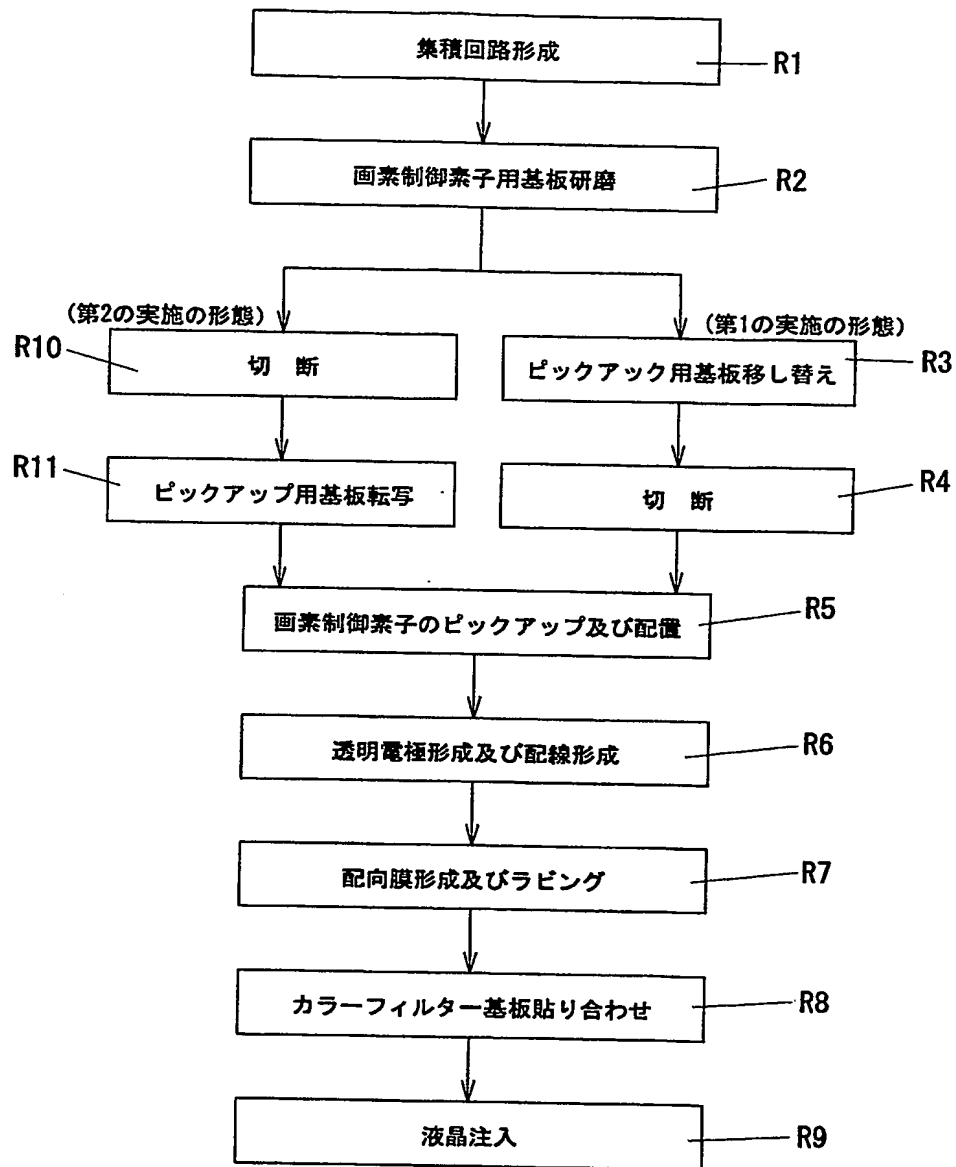 集積回路形成
R1
画素制御素子用基板研磨
R2
(第2の実施の形態)
(第1の実施の形態)
R10
切 断
ピックアック用基板移し替え
R3
R11
ピックアップ用基板転写
切 断
R4
画素制御素子のピックアップ及び配置
R5
透明電極形成及び配線形成
R6
配向膜形成及びラビング
R7
カラーフィルター基板貼り合わせ
R8
液晶注入
R9